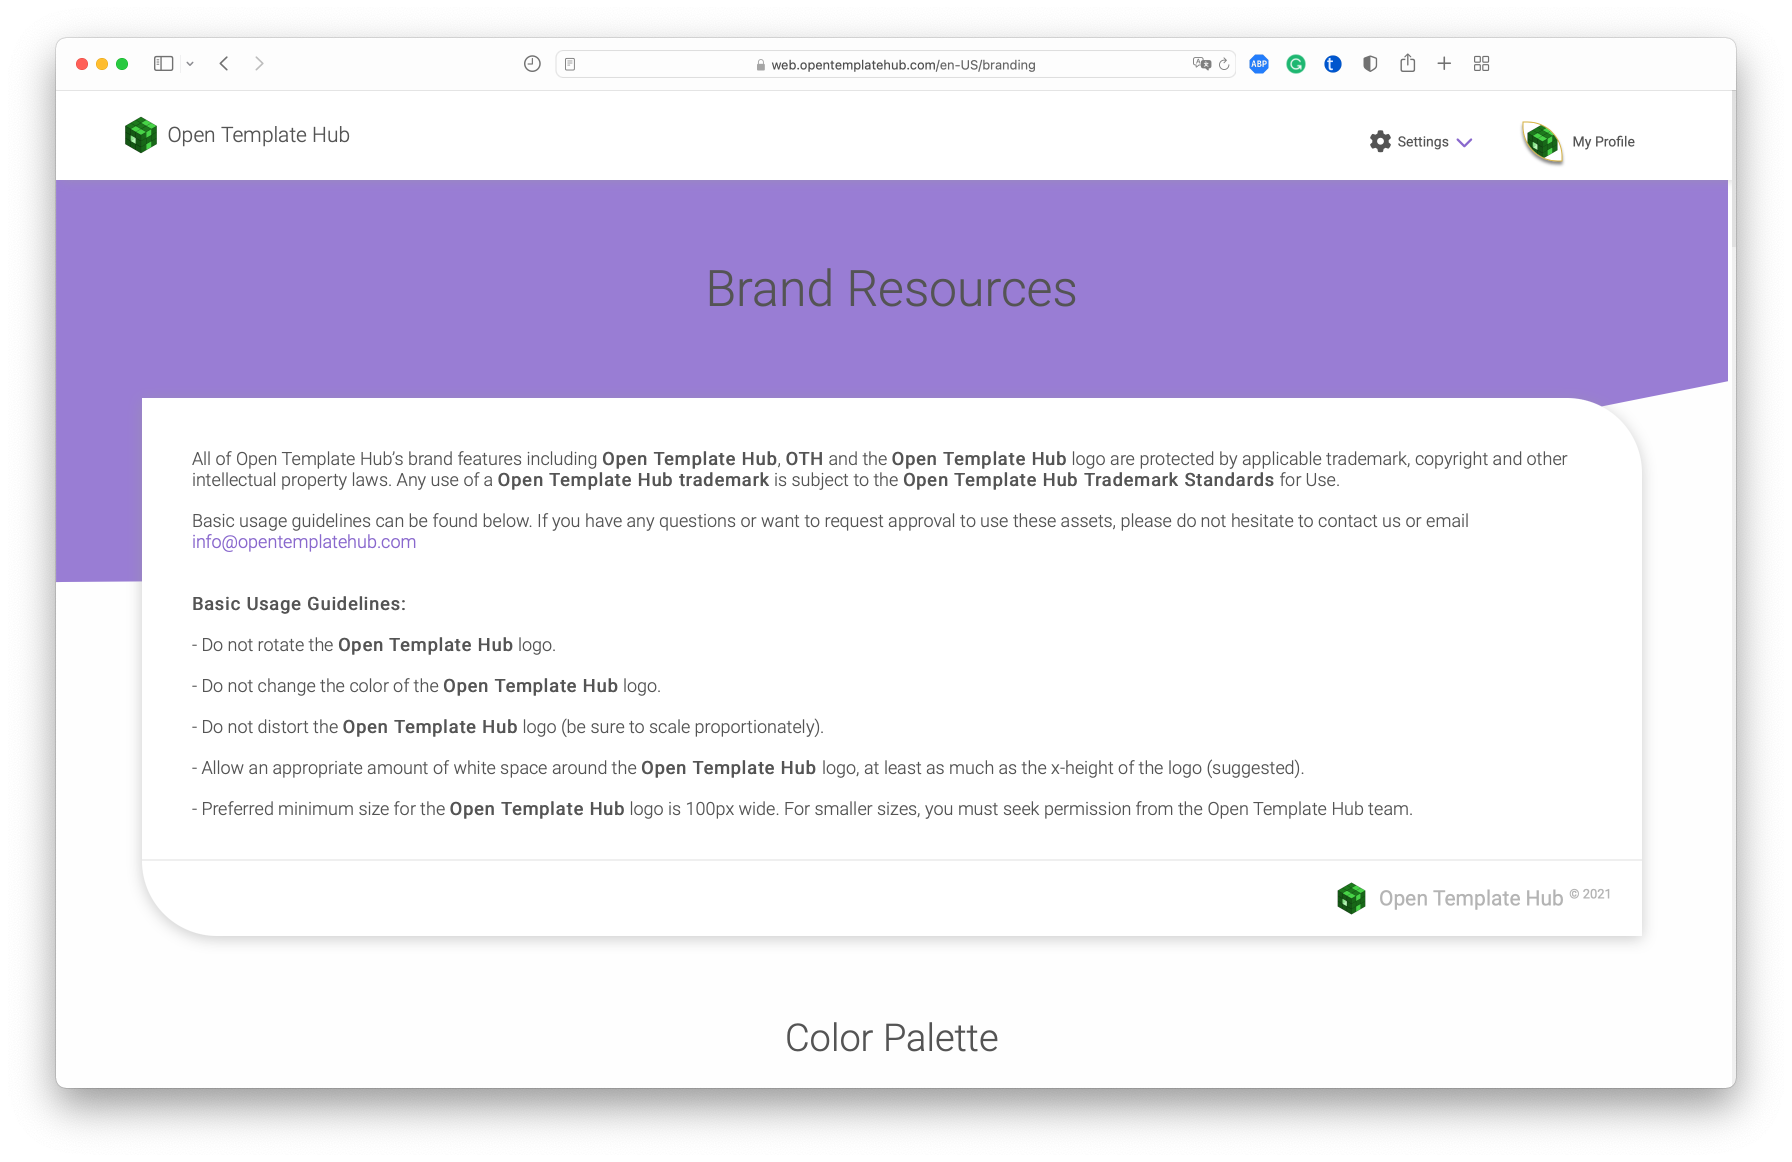 web.opentemplatehub.com/en-US/branding
ABP
Open Template Hub
Settings
My Profile
Brand Resources
All of Open Template Hub’s brand features including Open Template Hub, OTH and the Open Template Hub logo are protected by applicable trademark, copyright and other
intellectual property laws. Any use of a Open Template Hub trademark is subject to the Open Template Hub Trademark Standards for Use.
Basic usage guidelines can be found below. If you have any questions or want to request approval to use these assets, please do not hesitate to contact us or email
info@opentemplatehub.com
Basic Usage Guidelines:
- Do not rotate the Open Template Hub logo.
- Do not change the color of the Open Template Hub logo.
- Do not distort the Open Template Hub logo (be sure to scale proportionately).
- Allow an appropriate amount of white space around the Open Template Hub logo, at least as much as the x-height of the logo (suggested).
- Preferred minimum size for the Open Template Hub logo is 100px wide. For smaller sizes, you must seek permission from the Open Template Hub team.
Open Template Hub © 2021
Color Palette